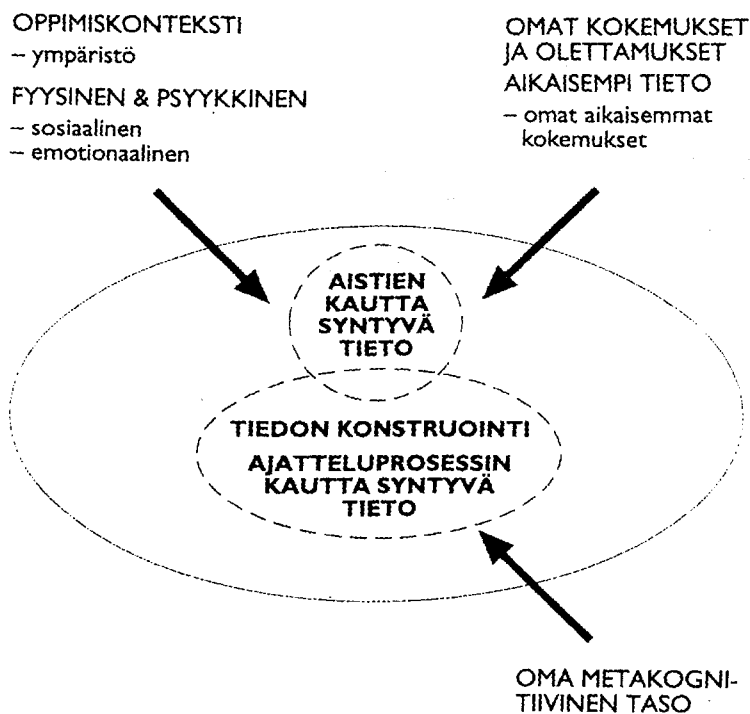 OPPIMISKONTEKSTI
– ympäristö
FYYSINEN & PSYYKKINEN
– sosiaalinen
– emotionaalinen
OMAT KOKEMUKSET
JA OLETTAMUKSET
AIKAISEMPI TIETO
– omat aikaisemmat
kokemukset
AISTIEN
KAUTTA
SYNTYVÄ
TIETO
TIEDON KONSTRUOINTI
AJATTELUPROSESSIN
KAUTTA SYNTYVÄ
TIETO
OMA METAKOGNI-
TIIVINEN TASO